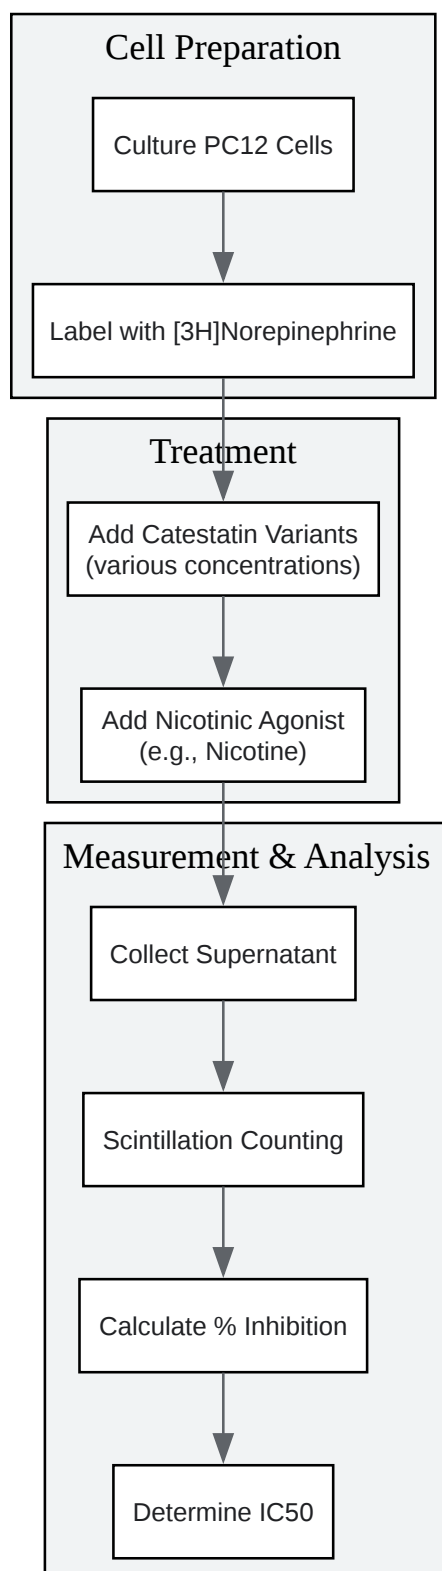 Cell Preparation
Culture PC12 Cells
Label with [3H]Norepinephrine
Treatment
Add Catestatin Variants
(various concentrations)
Add Nicotinic Agonist
(e.g., Nicotine)
Measurement & Analysis
Collect Supernatant
Scintillation Counting
Calculate % Inhibition
Determine IC50